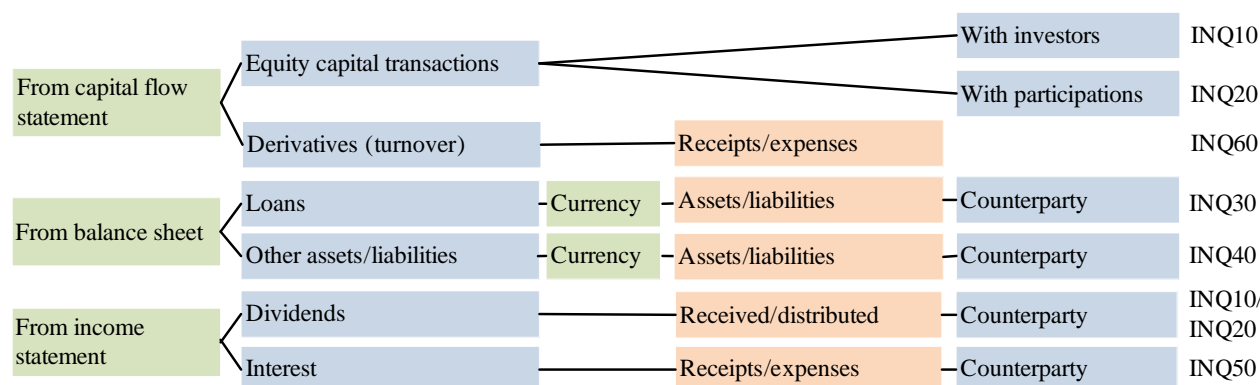 With investors INQ10
Equity capital transactions
From capital flow
statement
With participations INQ20
Derivatives (turnover) Receipts/expenses INQ60
Loans Currency Assets/liabilities Counterparty INQ30
From balance sheet
Other assets/liabilities Currency Assets/liabilities Counterparty INQ40
Dividends Received/distributed Counterparty INQ10/
INQ20
From income
statement
Interest Receipts/expenses Counterparty INQ50